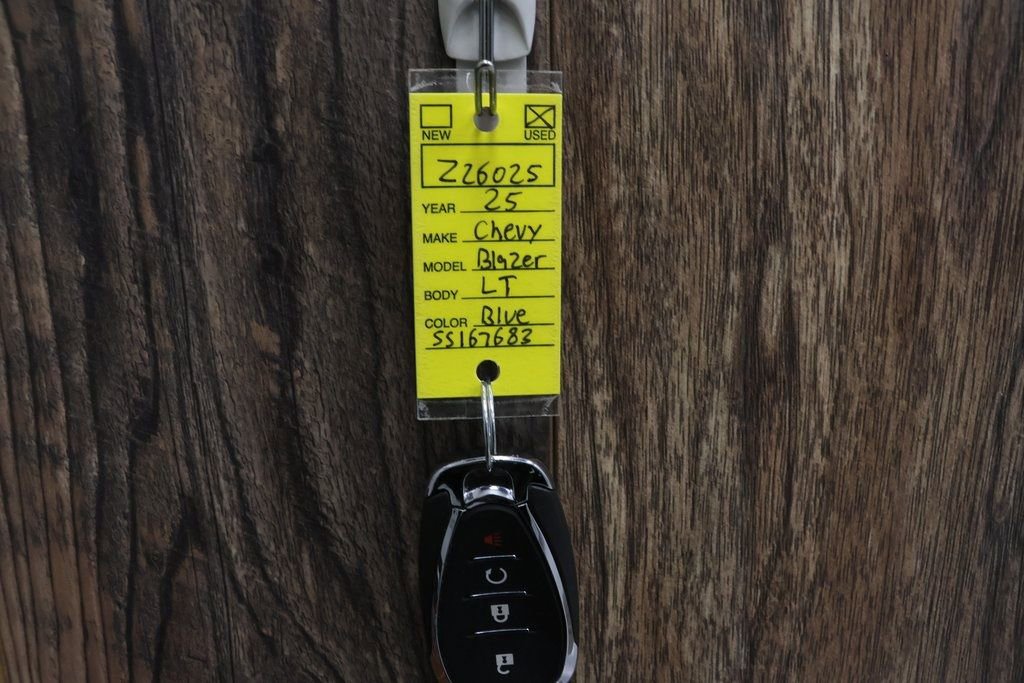 NEW USED
Z26025
YEAR 25
MAKE Chevy
MODEL Blazer
BODY LT
COLOR Blue
SS167683